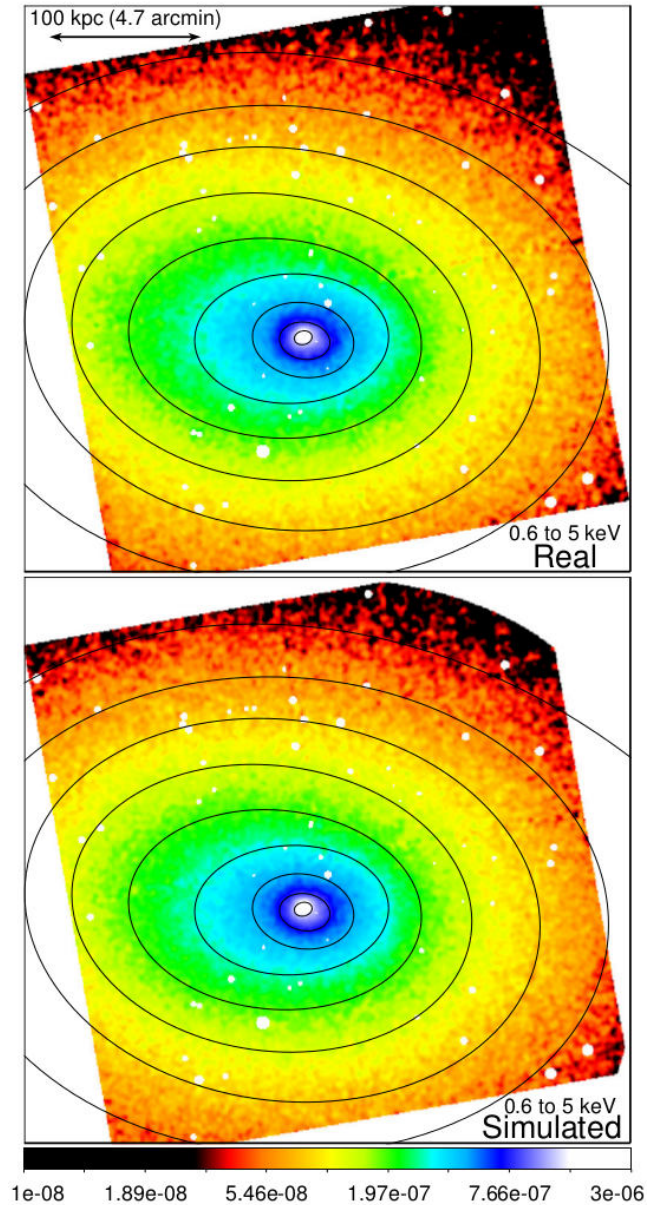 100 kpc (4.7 arcmin)
0.6 to 5 keV
Real
0.6 to 5 keV
Simulated
1e-08 1.89e-08 5.46e-08 1.97e-07 7.66e-07 3e-06